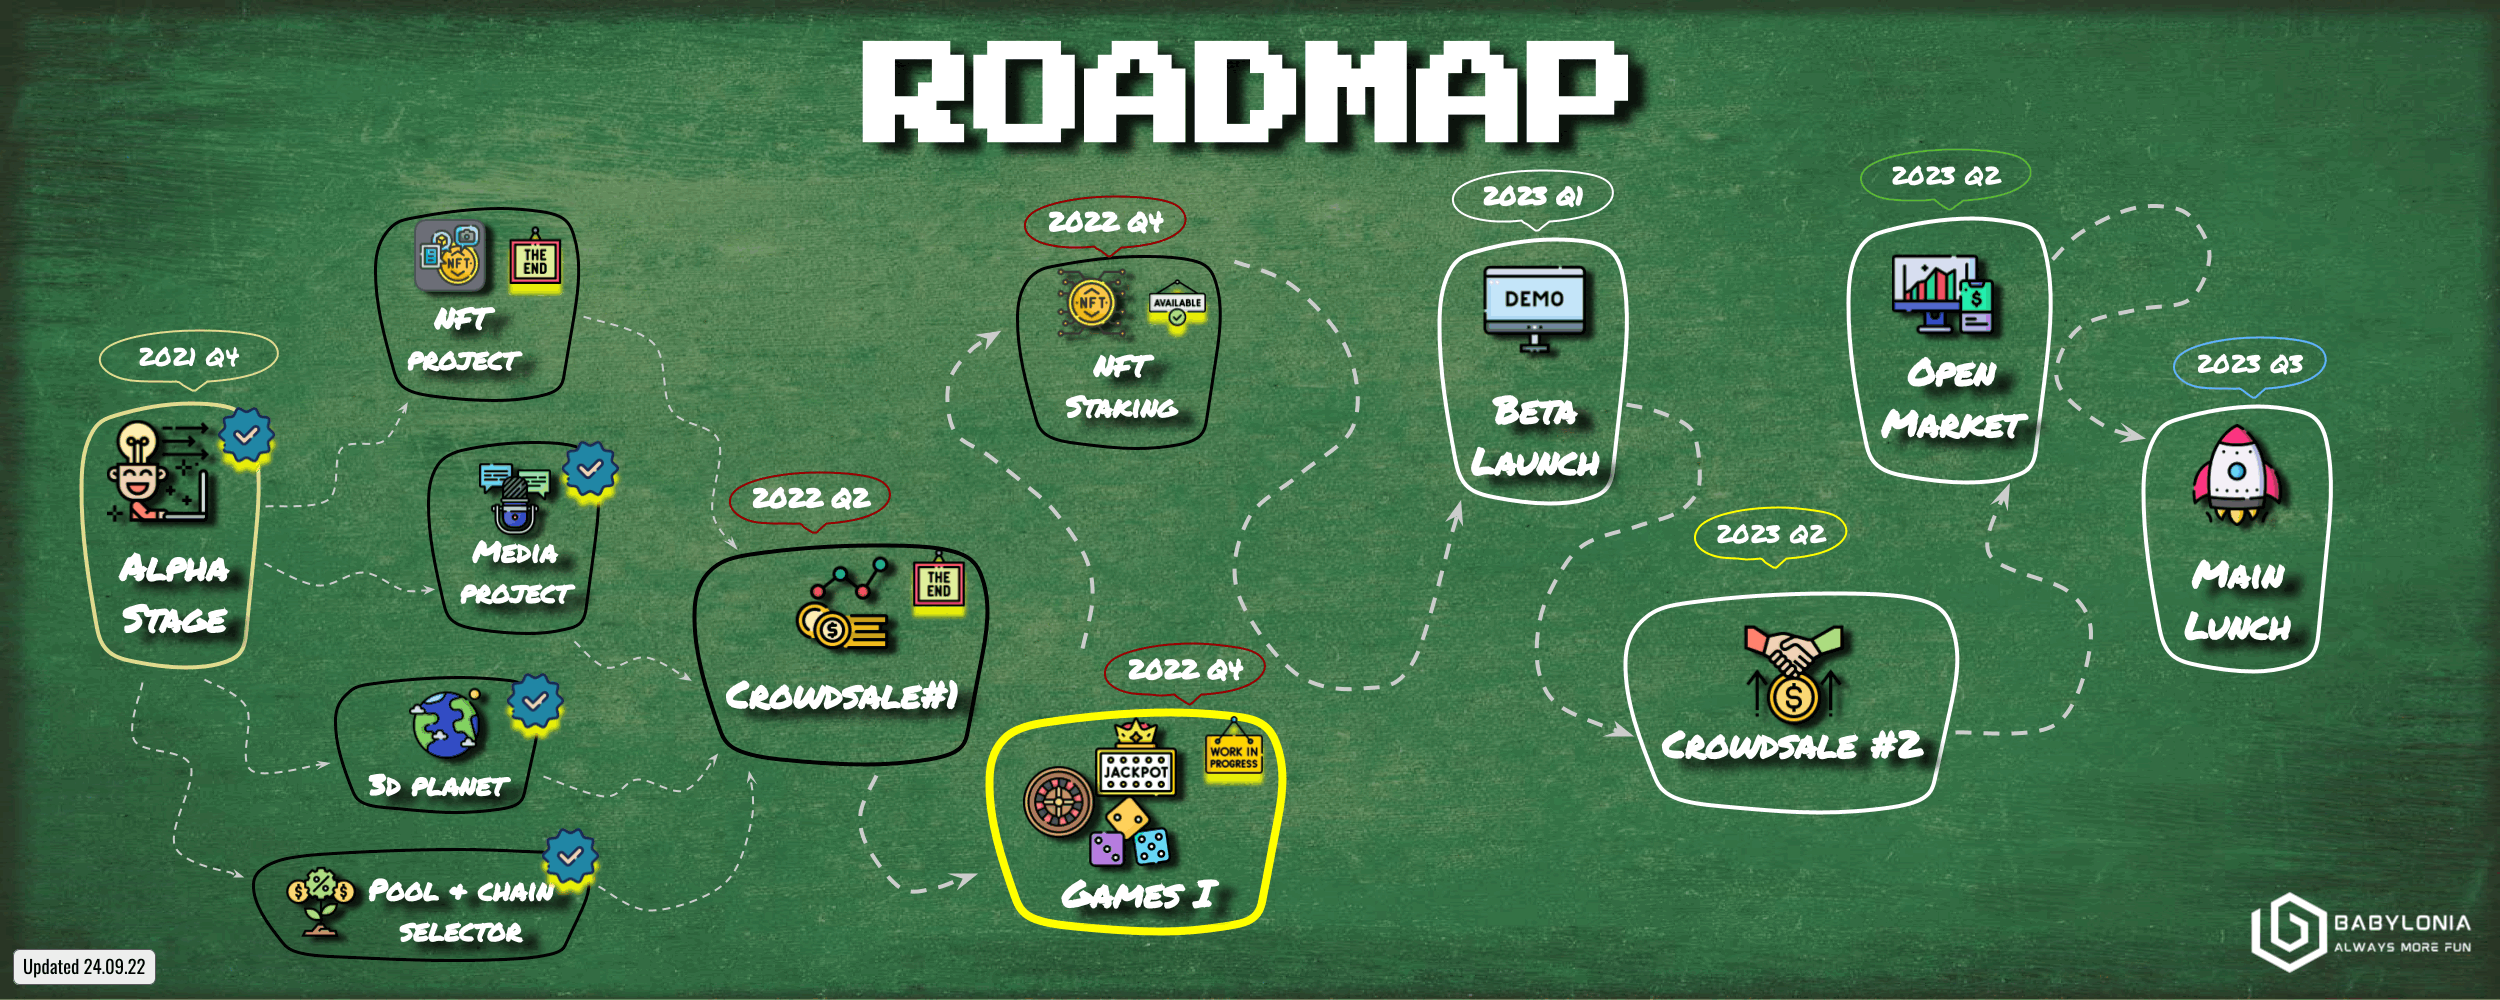 ROADMAP
2021 Q4
ALPHA
STAGE
NFT
THE
END
NFT
PROJECT
MEDIA
PROJECT
3D PLANET
POOL + CHAIN
SELECTOR
2022 Q2
THE
END
CROWDSALE#1
2022 Q4
NFT
AVAILABLE
NFT
STAKING
2022 Q4
JACKPOT
WORK IN
PROGRESS
GAMES I
2023 Q1
DEMO
BETA
LAUNCH
2023 Q2
CROWDSALE #2
2023 Q2
OPEN
MARKET
2023 Q3
MAIN
LUNCH
Updated 24.09.22
BABYLONIA
ALWAYS MORE FUN